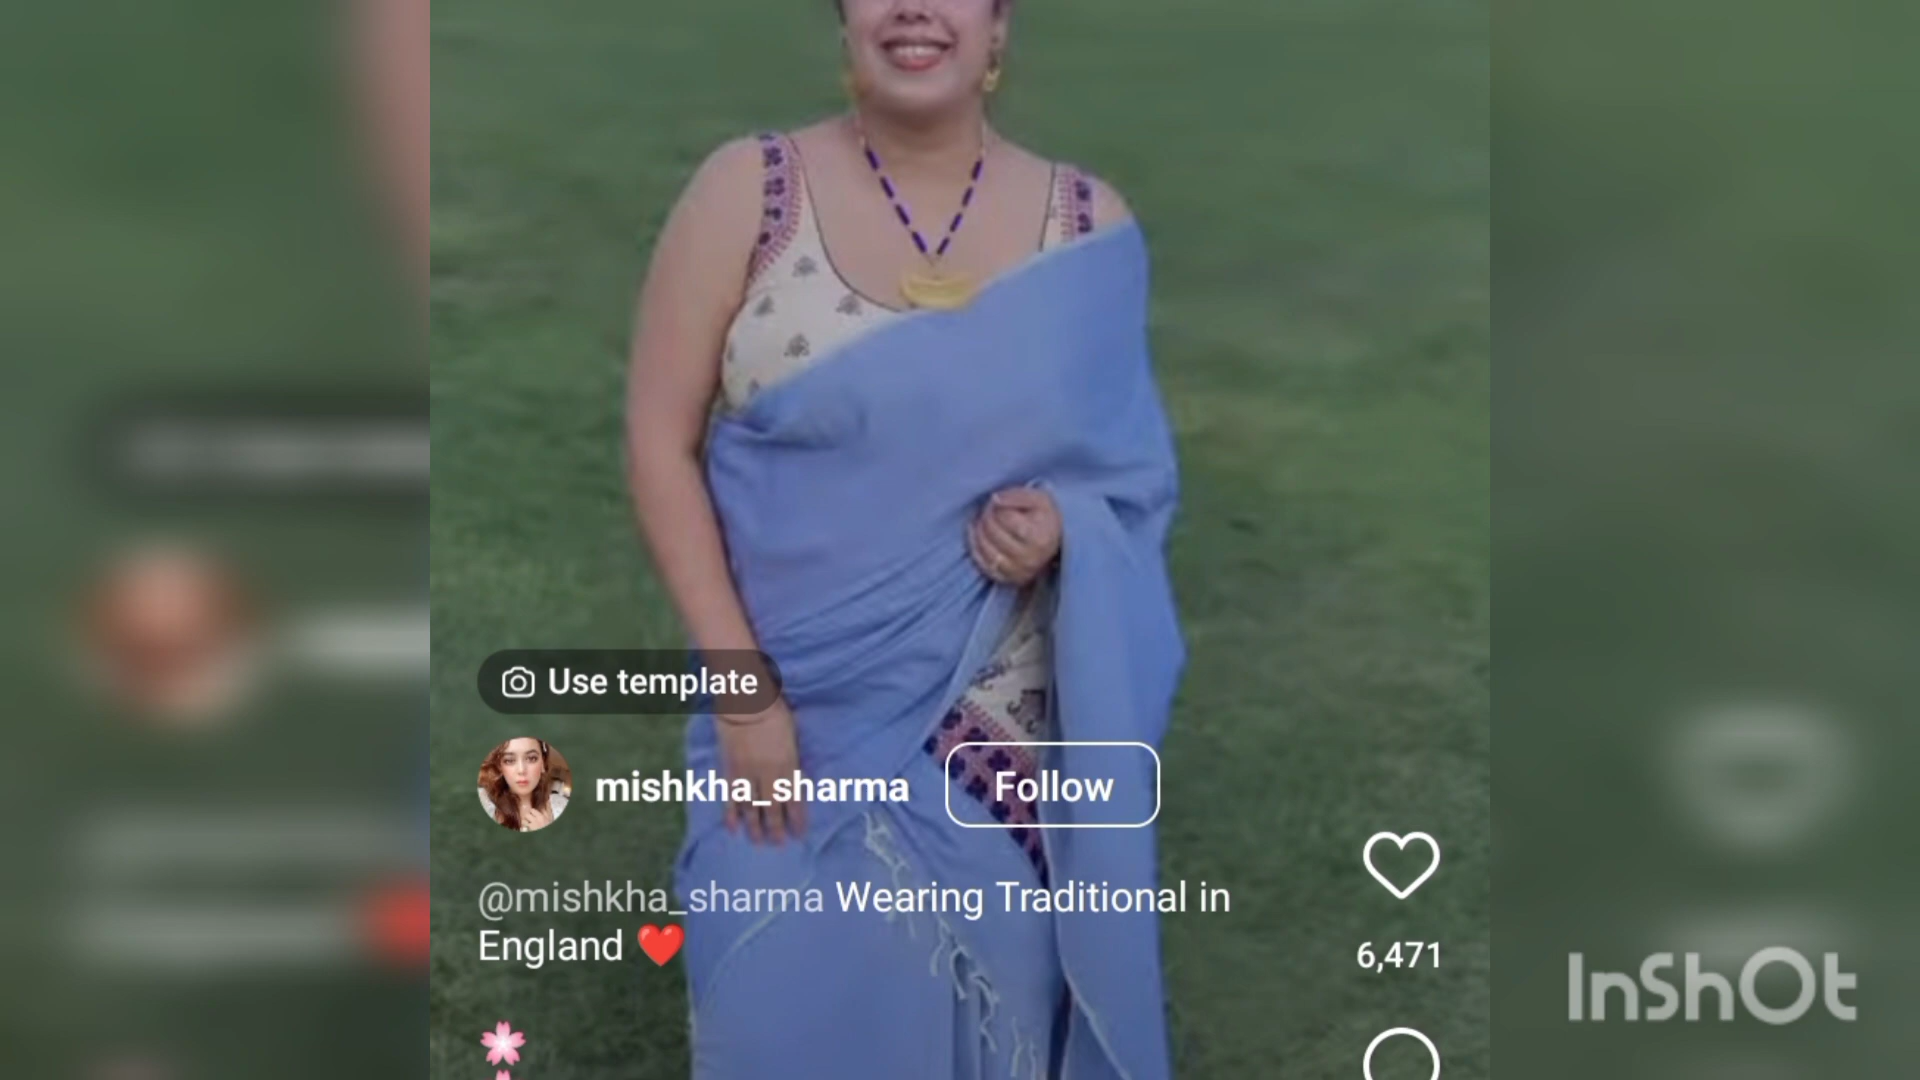 Use template
mishkha_sharma Follow
@mishkha_sharma Wearing Traditional in
England ❤️
6,471
🌸
InShOt